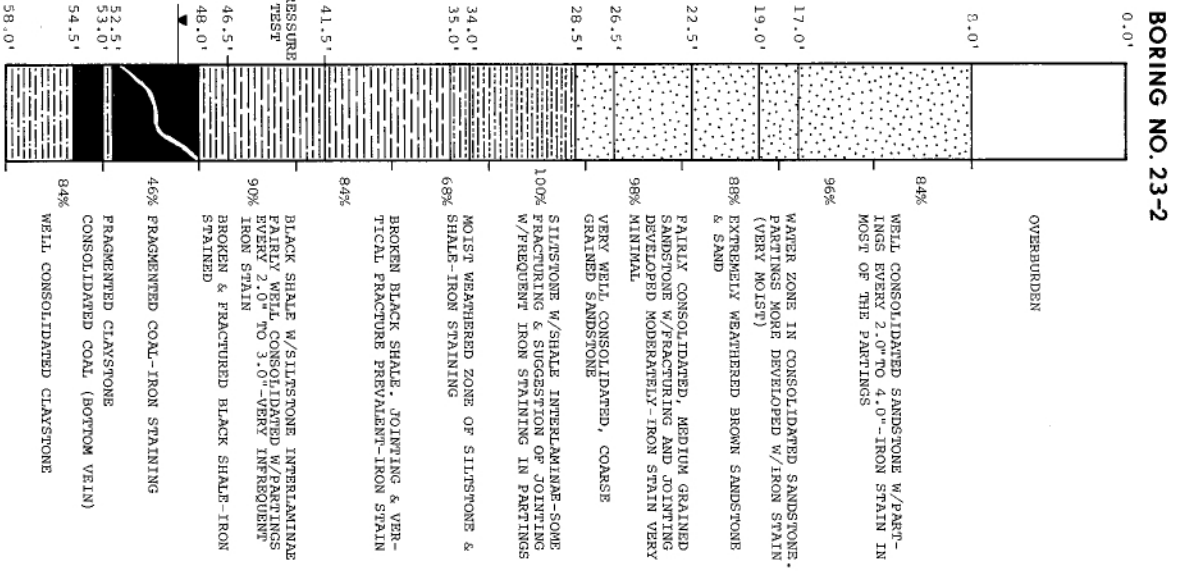 BORING NO. 23-2
0.0'
OVERBURDEN
8.0'
84%
WELL CONSOLIDATED SANDSTONE W/PART-
INGS EVERY 2.0" TO 4.0"-IRON STAIN IN
MOST OF THE PARTINGS
96%
17.0'
WATER ZONE IN CONSOLIDATED SANDSTONE.
PARTINGS MORE DEVELOPED W/IRON STAIN
(VERY MOIST)
19.0'
88%
EXTREMELY WEATHERED BROWN SANDSTONE
& SAND
22.5'
FAIRLY CONSOLIDATED, MEDIUM GRAINED
SANDSTONE W/FRACTURING AND JOINTING
DEVELOPED MODERATELY-IRON STAIN VERY
MINIMAL
98%
26.5'
VERY WELL CONSOLIDATED, COARSE
GRAINED SANDSTONE
28.5'
100%
SILTSTONE W/SHALE INTERLAMINAE-SOME
FRACTURING & SUGGESTION OF JOINTING
W/FREQUENT IRON STAINING IN PARTINGS
34.0'
MOIST WEATHERED ZONE OF SILTSTONE &
SHALE-IRON STAINING
35.0'
68%
BROKEN BLACK SHALE. JOINTING & VER-
TICAL FRACTURE PREVALENT-IRON STAIN
84%
41.5'
RESSURE
TEST
BLACK SHALE W/SILTSTONE INTERLAMINAE
FAIRLY WELL CONSOLIDATED W/PARTINGS
EVERY 2.0" TO 3.0"-VERY INFREQUENT
IRON STAIN
90%
46.5'
BROKEN & FRACTURED BLACK SHALE-IRON
STAINED
48.0'
46%
FRAGMENTED COAL-IRON STAINING
52.5'
FRAGMENTED CLAYSTONE
53.0'
CONSOLIDATED COAL (BOTTOM VEIN)
54.5'
84%
WELL CONSOLIDATED CLAYSTONE
58.0'